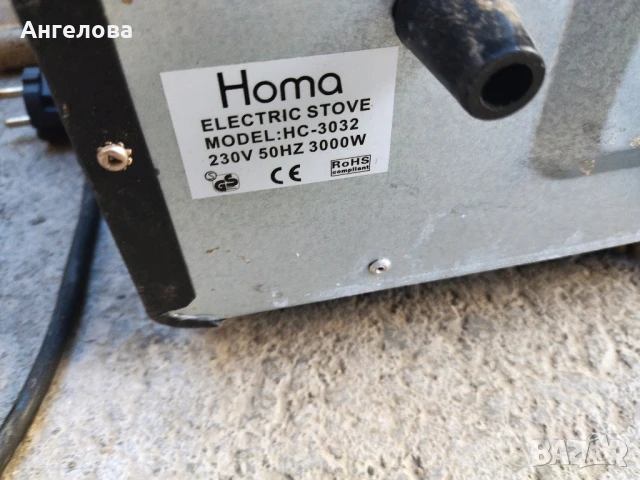 Ангелова
Homa
ELECTRIC STOVE
MODEL:HC-3032
230V 50HZ 3000W
S GS
CE
RoHS
compliant
BAZAR